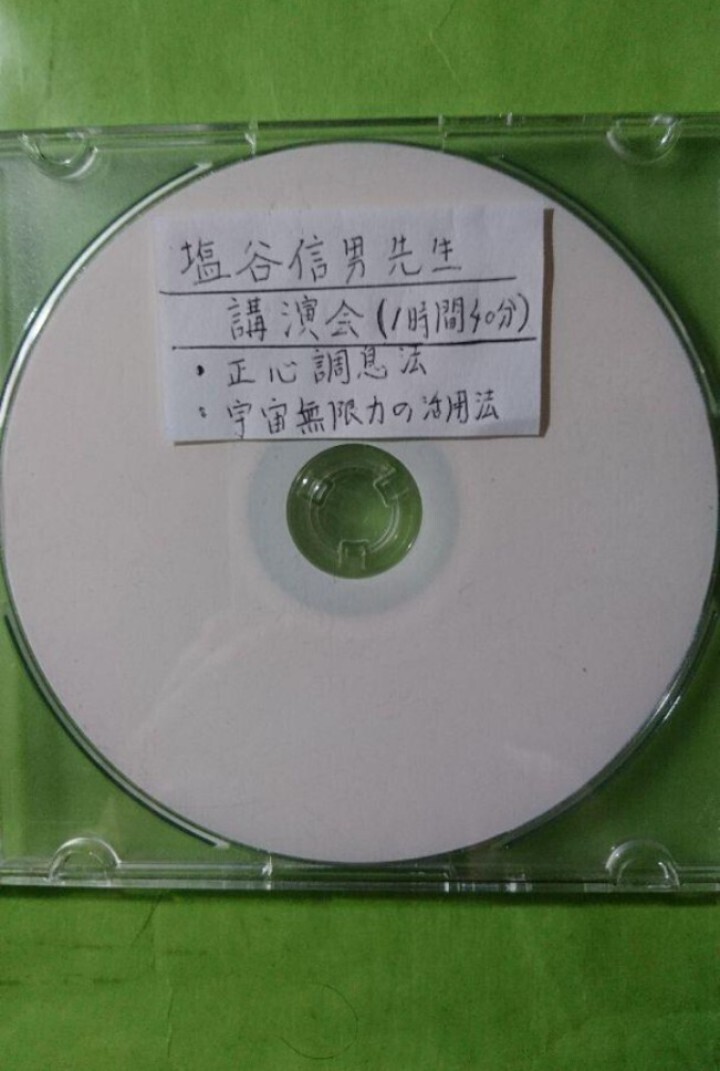 塩谷信男先生
講演会(1時間40分)
・正心調息法
・宇宙無限力の活用法